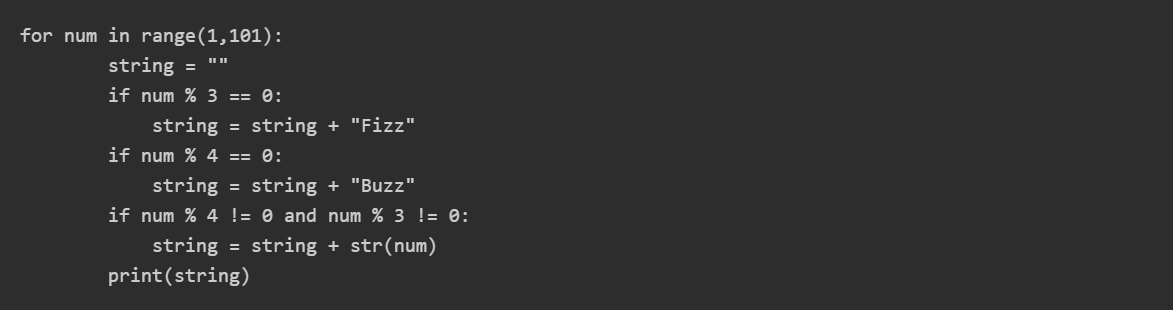 for num in range(1,101):
        string = ""
        if num % 3 == 0:
            string = string + "Fizz"
        if num % 4 == 0:
            string = string + "Buzz"
        if num % 4 != 0 and num % 3 != 0:
            string = string + str(num)
        print(string)